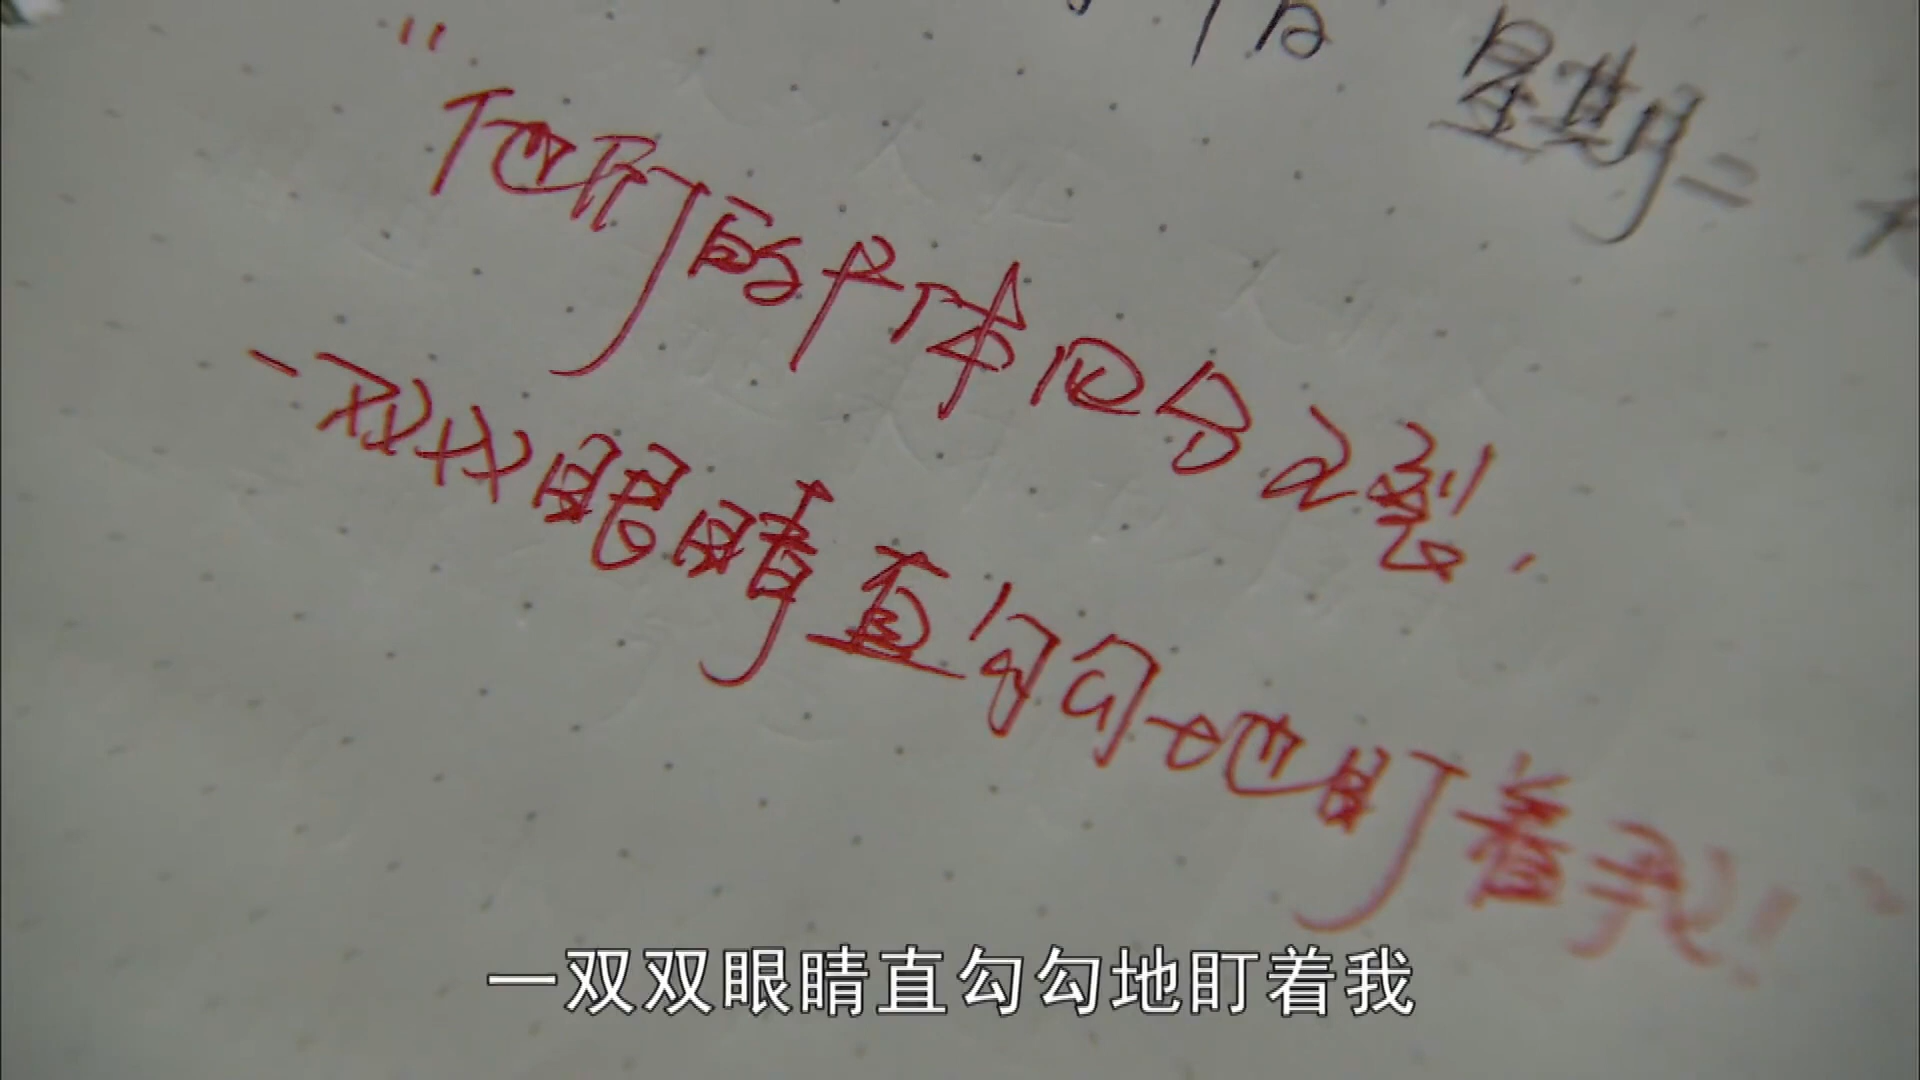 星期二
"他们的尸体四分五裂，
一双双眼睛直勾勾地盯着我！"
一双双眼睛直勾勾地盯着我